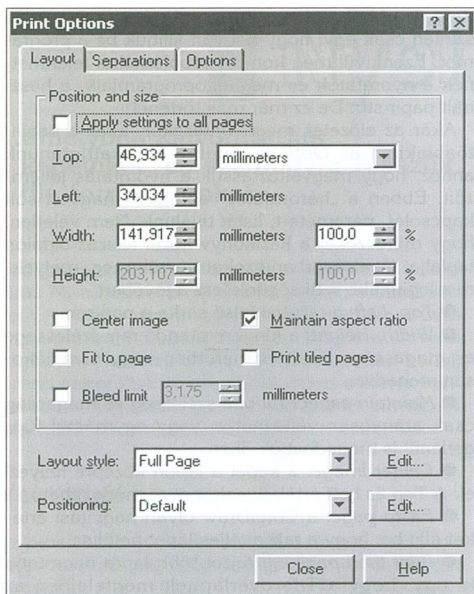 Print Options
Layout Separations Options
Position and size
Apply settings to all pages
Top: 46,934 millimeters
Left: 34,034 millimeters
Width: 141,917 millimeters 100,0 %
Height: 203,107 millimeters 100,0 %
Center image Maintain aspect ratio
Fit to page Print tiled pages
Bleed limit 3,175 millimeters
Layout style: Full Page Edit...
Positioning: Default Edit...
Close Help